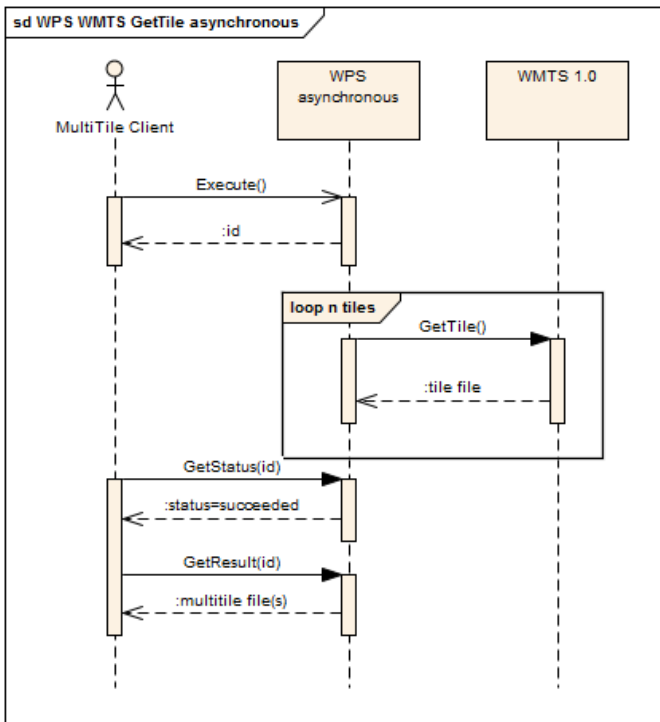 sd WPS WMTS GetTile asynchronous
MultiTile Client
WPS
asynchronous
WMTS 1.0
Execute()
:id
loop n tiles
GetTile()
:tile file
GetStatus(id)
:status=succeeded
GetResult(id)
:multitile file(s)